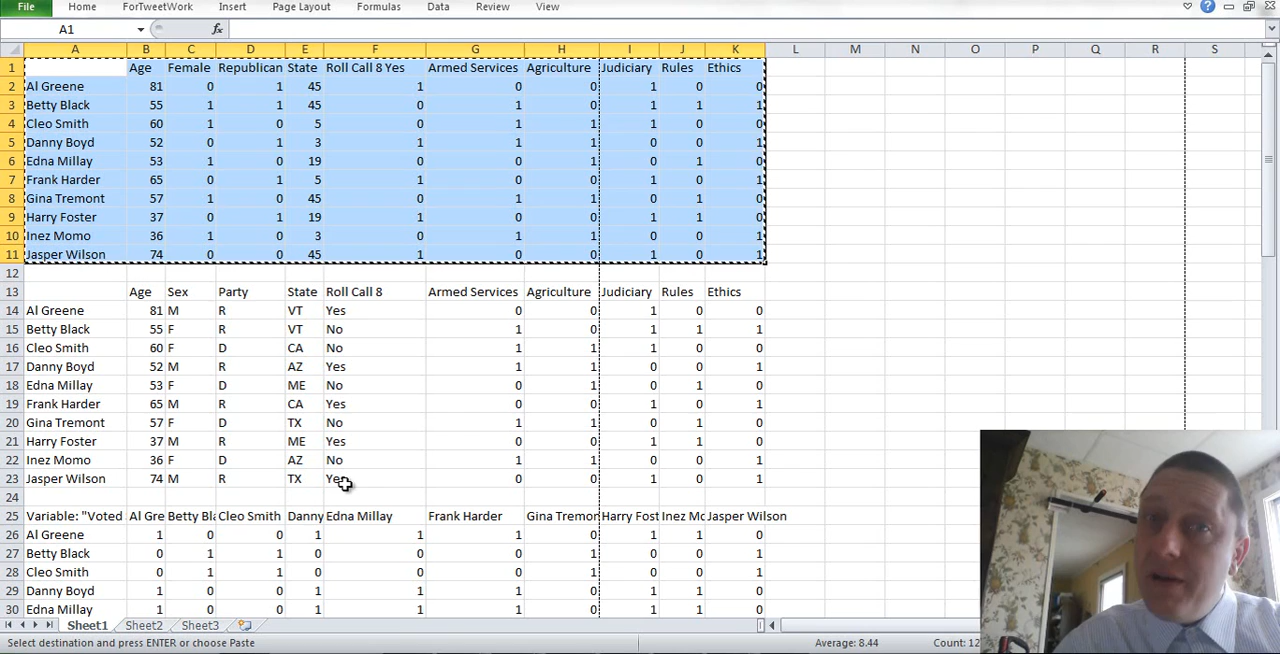 File Home ForTweetWork Insert Page Layout Formulas Data Review View
A1 fx
A B C D E F G H I J K L M N O P Q R S
1 Age Female Republican State Roll Call 8 Yes Armed Services Agriculture Judiciary Rules Ethics
2 Al Greene 81 0 1 45 1 0 0 1 0 0
3 Betty Black 55 1 1 45 0 1 0 1 1 1
4 Cleo Smith 60 1 0 5 0 1 1 1 0 0
5 Danny Boyd 52 0 1 3 1 1 1 0 0 1
6 Edna Millay 53 1 0 19 0 0 1 0 1 0
7 Frank Harder 65 0 1 5 1 0 0 1 0 1
8 Gina Tremont 57 1 0 45 0 1 1 0 1 0
9 Harry Foster 37 0 1 19 1 0 0 1 1 0
10 Inez Momo 36 1 0 3 0 1 1 0 0 1
11 Jasper Wilson 74 0 0 45 1 0 0 1 0 1
12
13 Age Sex Party State Roll Call 8 Armed Services Agriculture Judiciary Rules Ethics
14 Al Greene 81 M R VT Yes 0 0 1 0 0
15 Betty Black 55 F R VT No 1 0 1 1 1
16 Cleo Smith 60 F D CA No 1 1 1 0 0
17 Danny Boyd 52 M R AZ Yes 1 1 0 0 1
18 Edna Millay 53 F D ME No 0 1 0 1 0
19 Frank Harder 65 M R CA Yes 0 0 1 0 1
20 Gina Tremont 57 F D TX No 1 1 0 1 0
21 Harry Foster 37 M R ME Yes 0 0 1 1 0
22 Inez Momo 36 F D AZ No 1 1 0 0 1
23 Jasper Wilson 74 M R TX Yes 0 0 1 0 1
24
25 Variable: "Voted Al Gre Betty Bla Cleo Smith Danny Edna Millay Frank Harder Gina Tremon Harry Fost Inez Mo Jasper Wilson
26 Al Greene 1 0 0 1 1 1 0 1 1 0
27 Betty Black 0 1 1 0 0 0 1 0 0 1
28 Cleo Smith 0 1 1 0 0 0 1 0 0 1
29 Danny Boyd 1 0 0 1 1 1 0 1 1 0
30 Edna Millay 1 0 0 1 1 1 0 1 1 0
Sheet1 Sheet2 Sheet3
Select destination and press ENTER or choose Paste Average: 8.44 Count: 12